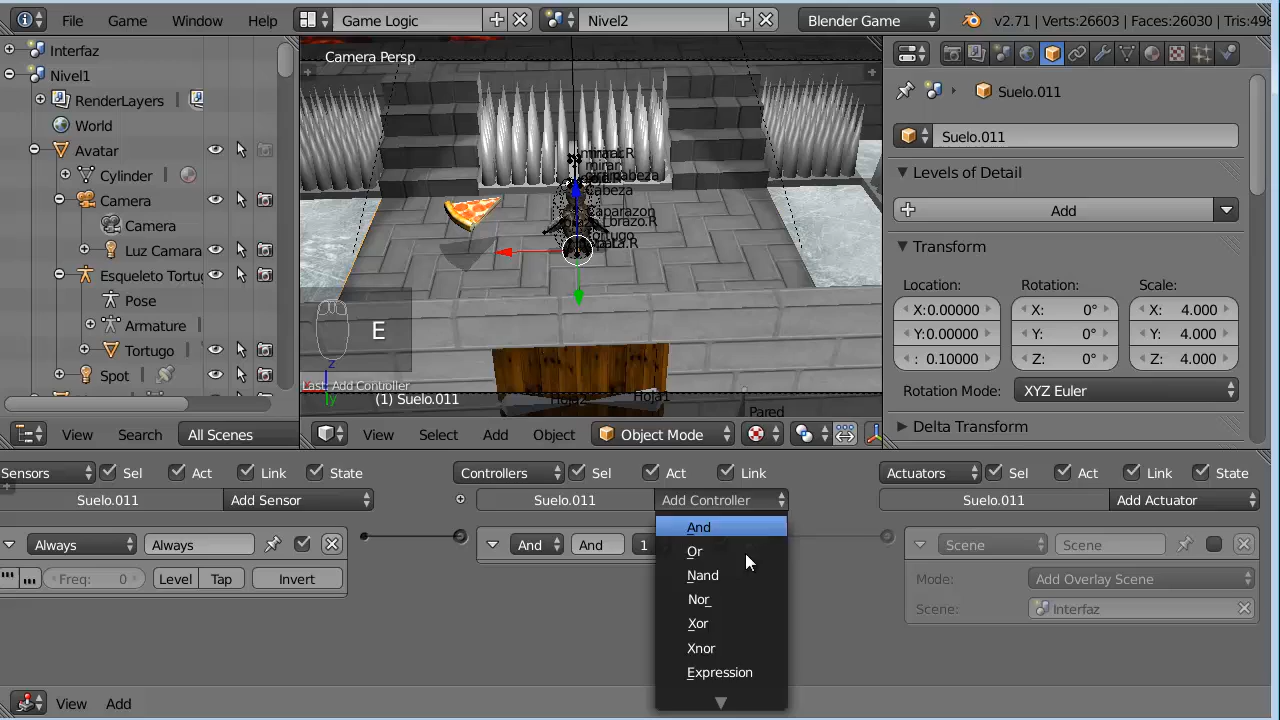 File Game Window Help Game Logic Nivel2 Blender Game v2.71 | Verts:26603 | Faces:26030 | Tris:49
Interfaz
Nivel1
RenderLayers |
World
Avatar
Cylinder |
Camera
Camera
Luz Camara
Esqueleto Tortug
Pose
Armature
Tortugo
Spot |
View Search All Scenes
Camera Persp
mirar
Cabeza
Caparazon
E
z
y
Last: Add Controller
(1) Suelo.011
Hoja2 Hoja1
Pared
View Select Add Object Object Mode
Suelo.011
Suelo.011
Levels of Detail
Add
Transform
Location: Rotation: Scale:
X:0.00000 X: 0° X: 4.000
Y:0.00000 Y: 0° Y: 4.000
: 0.10000 Z: 0° Z: 4.000
Rotation Mode: XYZ Euler
Delta Transform
Sensors Sel Act Link State Controllers Sel Act Link Actuators Sel Act Link State
Suelo.011 Add Sensor Suelo.011 Add Controller Suelo.011 Add Actuator
Always Always And And 1 Scene Scene
Freq: 0 Level Tap Invert
Mode: Add Overlay Scene
Scene: Interfaz
And
Or
Nand
Nor
Xor
Xnor
Expression
View Add